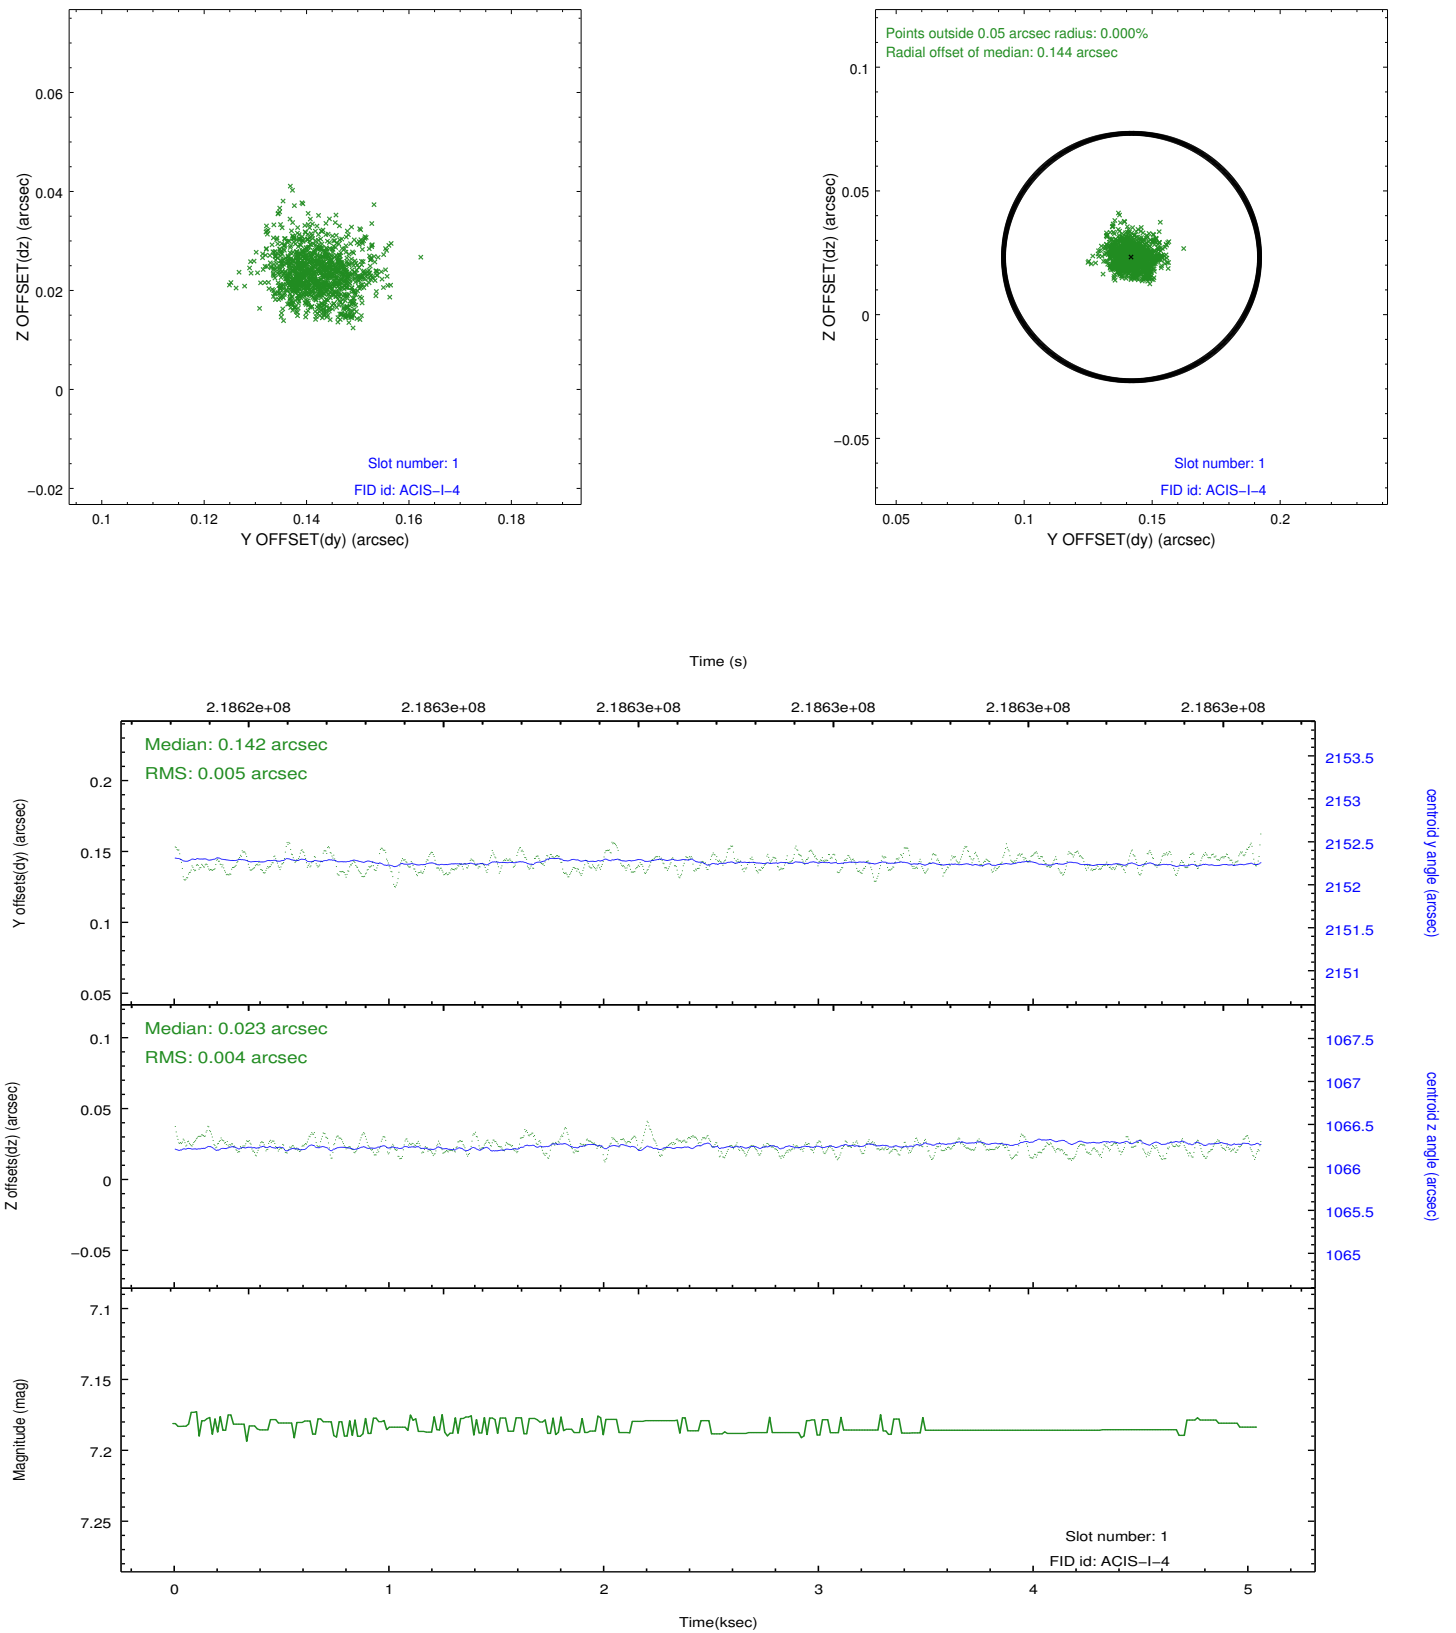 0.06
0.04
0.02
0
−0.02
0.1
0.12
0.14
0.16
0.18
Z OFFSET(dz) (arcsec)
Y OFFSET(dy) (arcsec)
Slot number: 1
FID id: ACIS−I−4
Points outside 0.05 arcsec radius: 0.000%
Radial offset of median: 0.144 arcsec
0.1
0.05
0
−0.05
0.05
0.1
0.15
0.2
Z OFFSET(dz) (arcsec)
Y OFFSET(dy) (arcsec)
Slot number: 1
FID id: ACIS−I−4
Time (s)
2.1862e+08
2.1863e+08
2.1863e+08
2.1863e+08
2.1863e+08
2.1863e+08
Median: 0.142 arcsec
RMS: 0.005 arcsec
0.2
0.15
0.1
0.05
Y offsets(dy) (arcsec)
2153.5
2153
2152.5
2152
2151.5
2151
centroid y angle (arcsec)
Median: 0.023 arcsec
RMS: 0.004 arcsec
0.1
0.05
0
−0.05
Z offsets(dz) (arcsec)
1067.5
1067
1066.5
1066
1065.5
1065
centroid z angle (arcsec)
7.1
7.15
7.2
7.25
Magnitude (mag)
Slot number: 1
FID id: ACIS−I−4
0
1
2
3
4
5
Time(ksec)